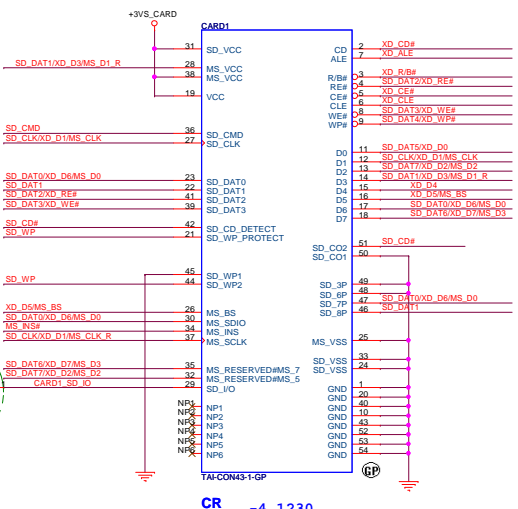 +3VS_CARD
CARD1
31 SD_VCC
SD_DAT1/XD_D3/MS_D1_R 28 MS_VCC
38 MS_VCC
19 VCC
SD_CMD 36 SD_CMD
SD_CLK/XD_D1/MS_CLK 27 SD_CLK
SD_DAT0/XD_D6/MS_D0 23 SD_DAT0
SD_DAT1 22 SD_DAT1
SD_DAT2/XD_RE# 41 SD_DAT2
SD_DAT3/XD_WE# 39 SD_DAT3
SD_CD# 42 SD_CD_DETECT
SD_WP 21 SD_WP_PROTECT
45 SD_WP1
SD_WP 44 SD_WP2
XD_D5/MS_BS 26 MS_BS
SD_DAT0/XD_D6/MS_D0 30 MS_SDIO
MS_INS# 34 MS_INS
SD_CLK/XD_D1/MS_CLK_R 37 MS_SCLK
SD_DAT6/XD_D7/MS_D3 35 MS_RESERVED#MS_7
SD_DAT7/XD_D2/MS_D2 32 MS_RESERVED#MS_5
CARD1_SD_IO 29 SD_I/O
NP1 NP1
NP2 NP2
NP3 NP3
NP4 NP4
NP5 NP5
NP6 NP6
CD 2 XD_CD#
ALE 7 XD_ALE
R/B# 3 XD_R/B#
RE# 4 SD_DAT2/XD_RE#
CE# 5 XD_CE#
CLE 6 XD_CLE
WE# 8 SD_DAT3/XD_WE#
WP# 9 SD_DAT4/XD_WP#
D0 11 SD_DAT5/XD_D0
D1 12 SD_CLK/XD_D1/MS_CLK
D2 13 SD_DAT7/XD_D2/MS_D2
D3 14 SD_DAT1/XD_D3/MS_D1_R
D4 15 XD_D4
D5 16 XD_D5/MS_BS
D6 17 SD_DAT0/XD_D6/MS_D0
D7 18 SD_DAT6/XD_D7/MS_D3
SD_CO2 51 SD_CD#
SD_CO1 50
SD_3P 49
SD_6P 48
SD_7P 47 SD_DAT0/XD_D6/MS_D0
SD_8P 46 SD_DAT1
MS_VSS 25
SD_VSS 33
SD_VSS 24
GND 1
GND 20
GND 40
GND 10
GND 43
GND 52
GND 53
GND 54
TAI-CON43-1-GP
GP
CR -4 1230